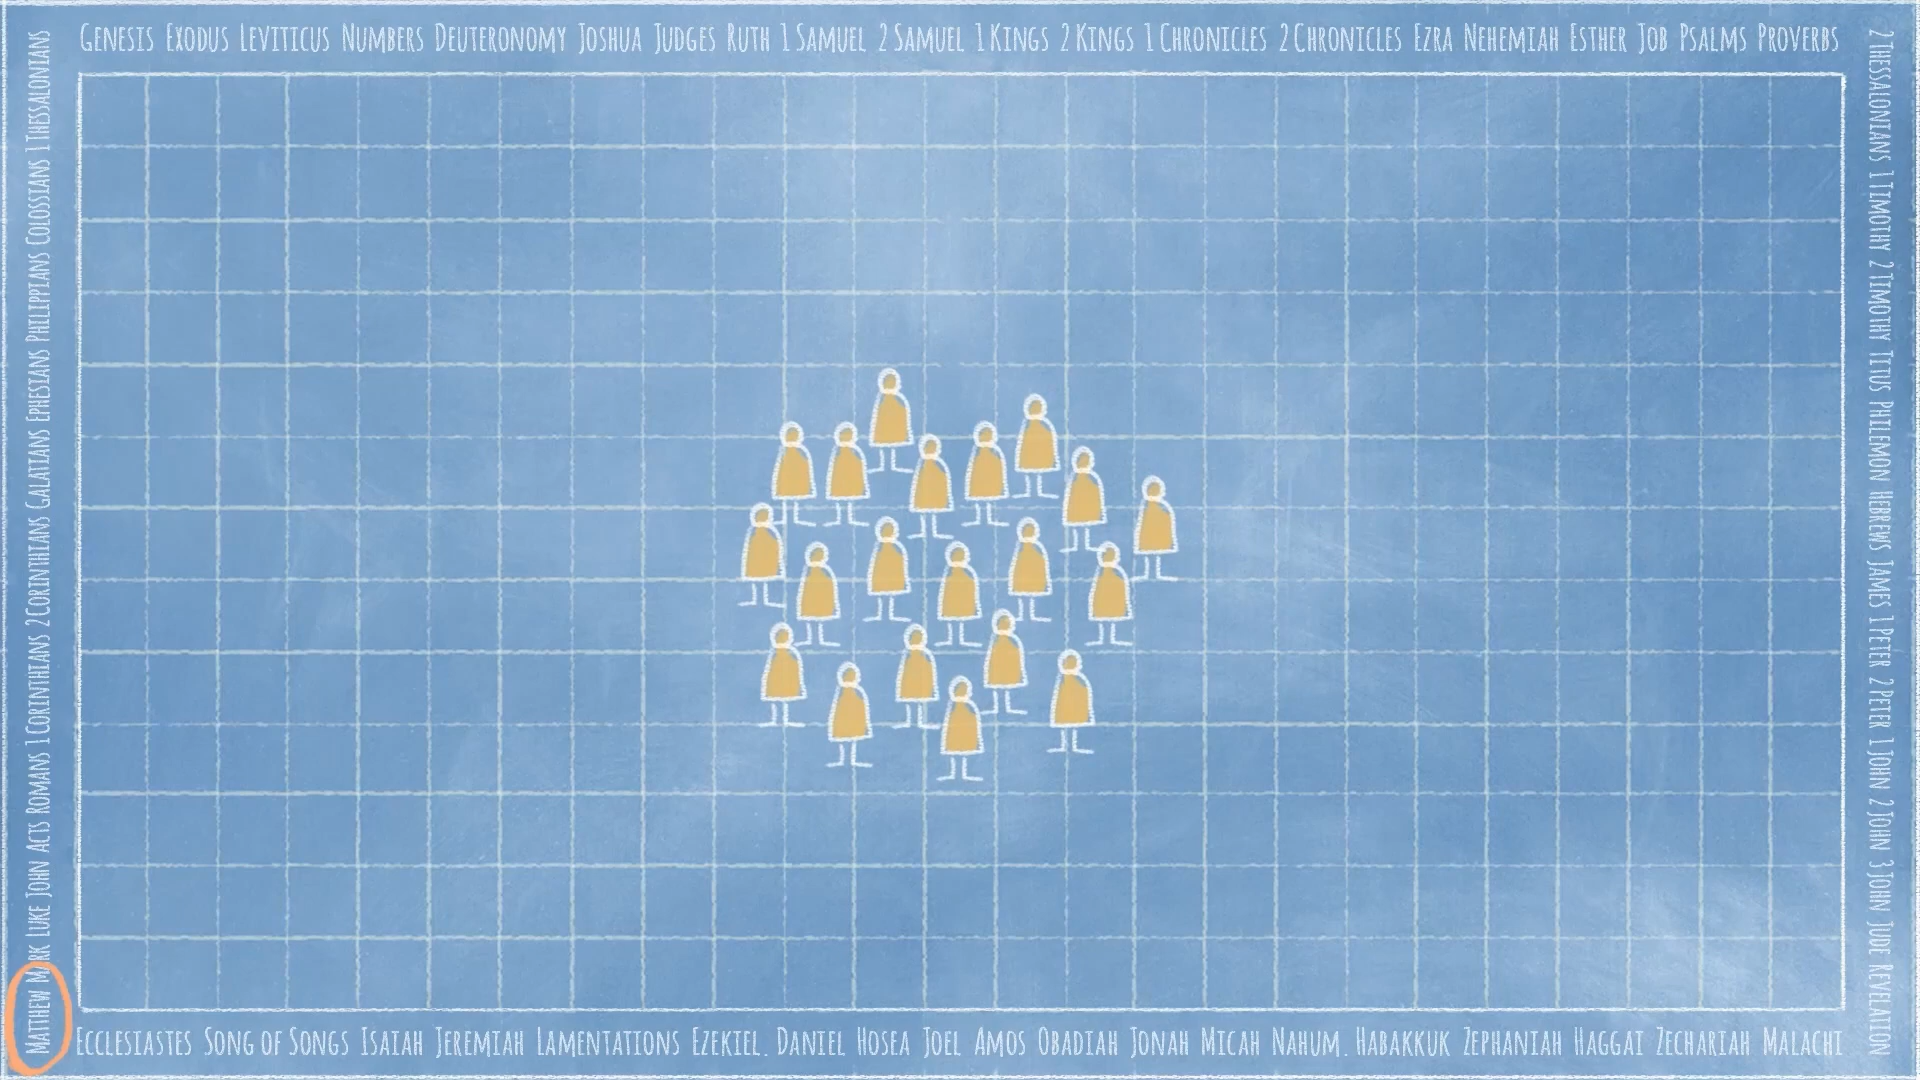 Genesis Exodus Leviticus Numbers Deuteronomy Joshua Judges Ruth 1 Samuel 2 Samuel 1 Kings 2 Kings 1 Chronicles 2 Chronicles Ezra Nehemiah Esther Job Psalms Proverbs
Ecclesiastes Song of Songs Isaiah Jeremiah Lamentations Ezekiel. Daniel Hosea Joel Amos Obadiah Jonah Micah Nahum. Habakkuk Zephaniah Haggai Zechariah Malachi
Matthew Mark Luke John Acts Romans 1 Corinthians 2 Corinthians Galatians Ephesians Philippians Colossians 1 Thessalonians
2 Thessalonians 1 Timothy 2 Timothy Titus Philemon Hebrews James 1 Peter 2 Peter 1 John 2 John 3 John Jude Revelation